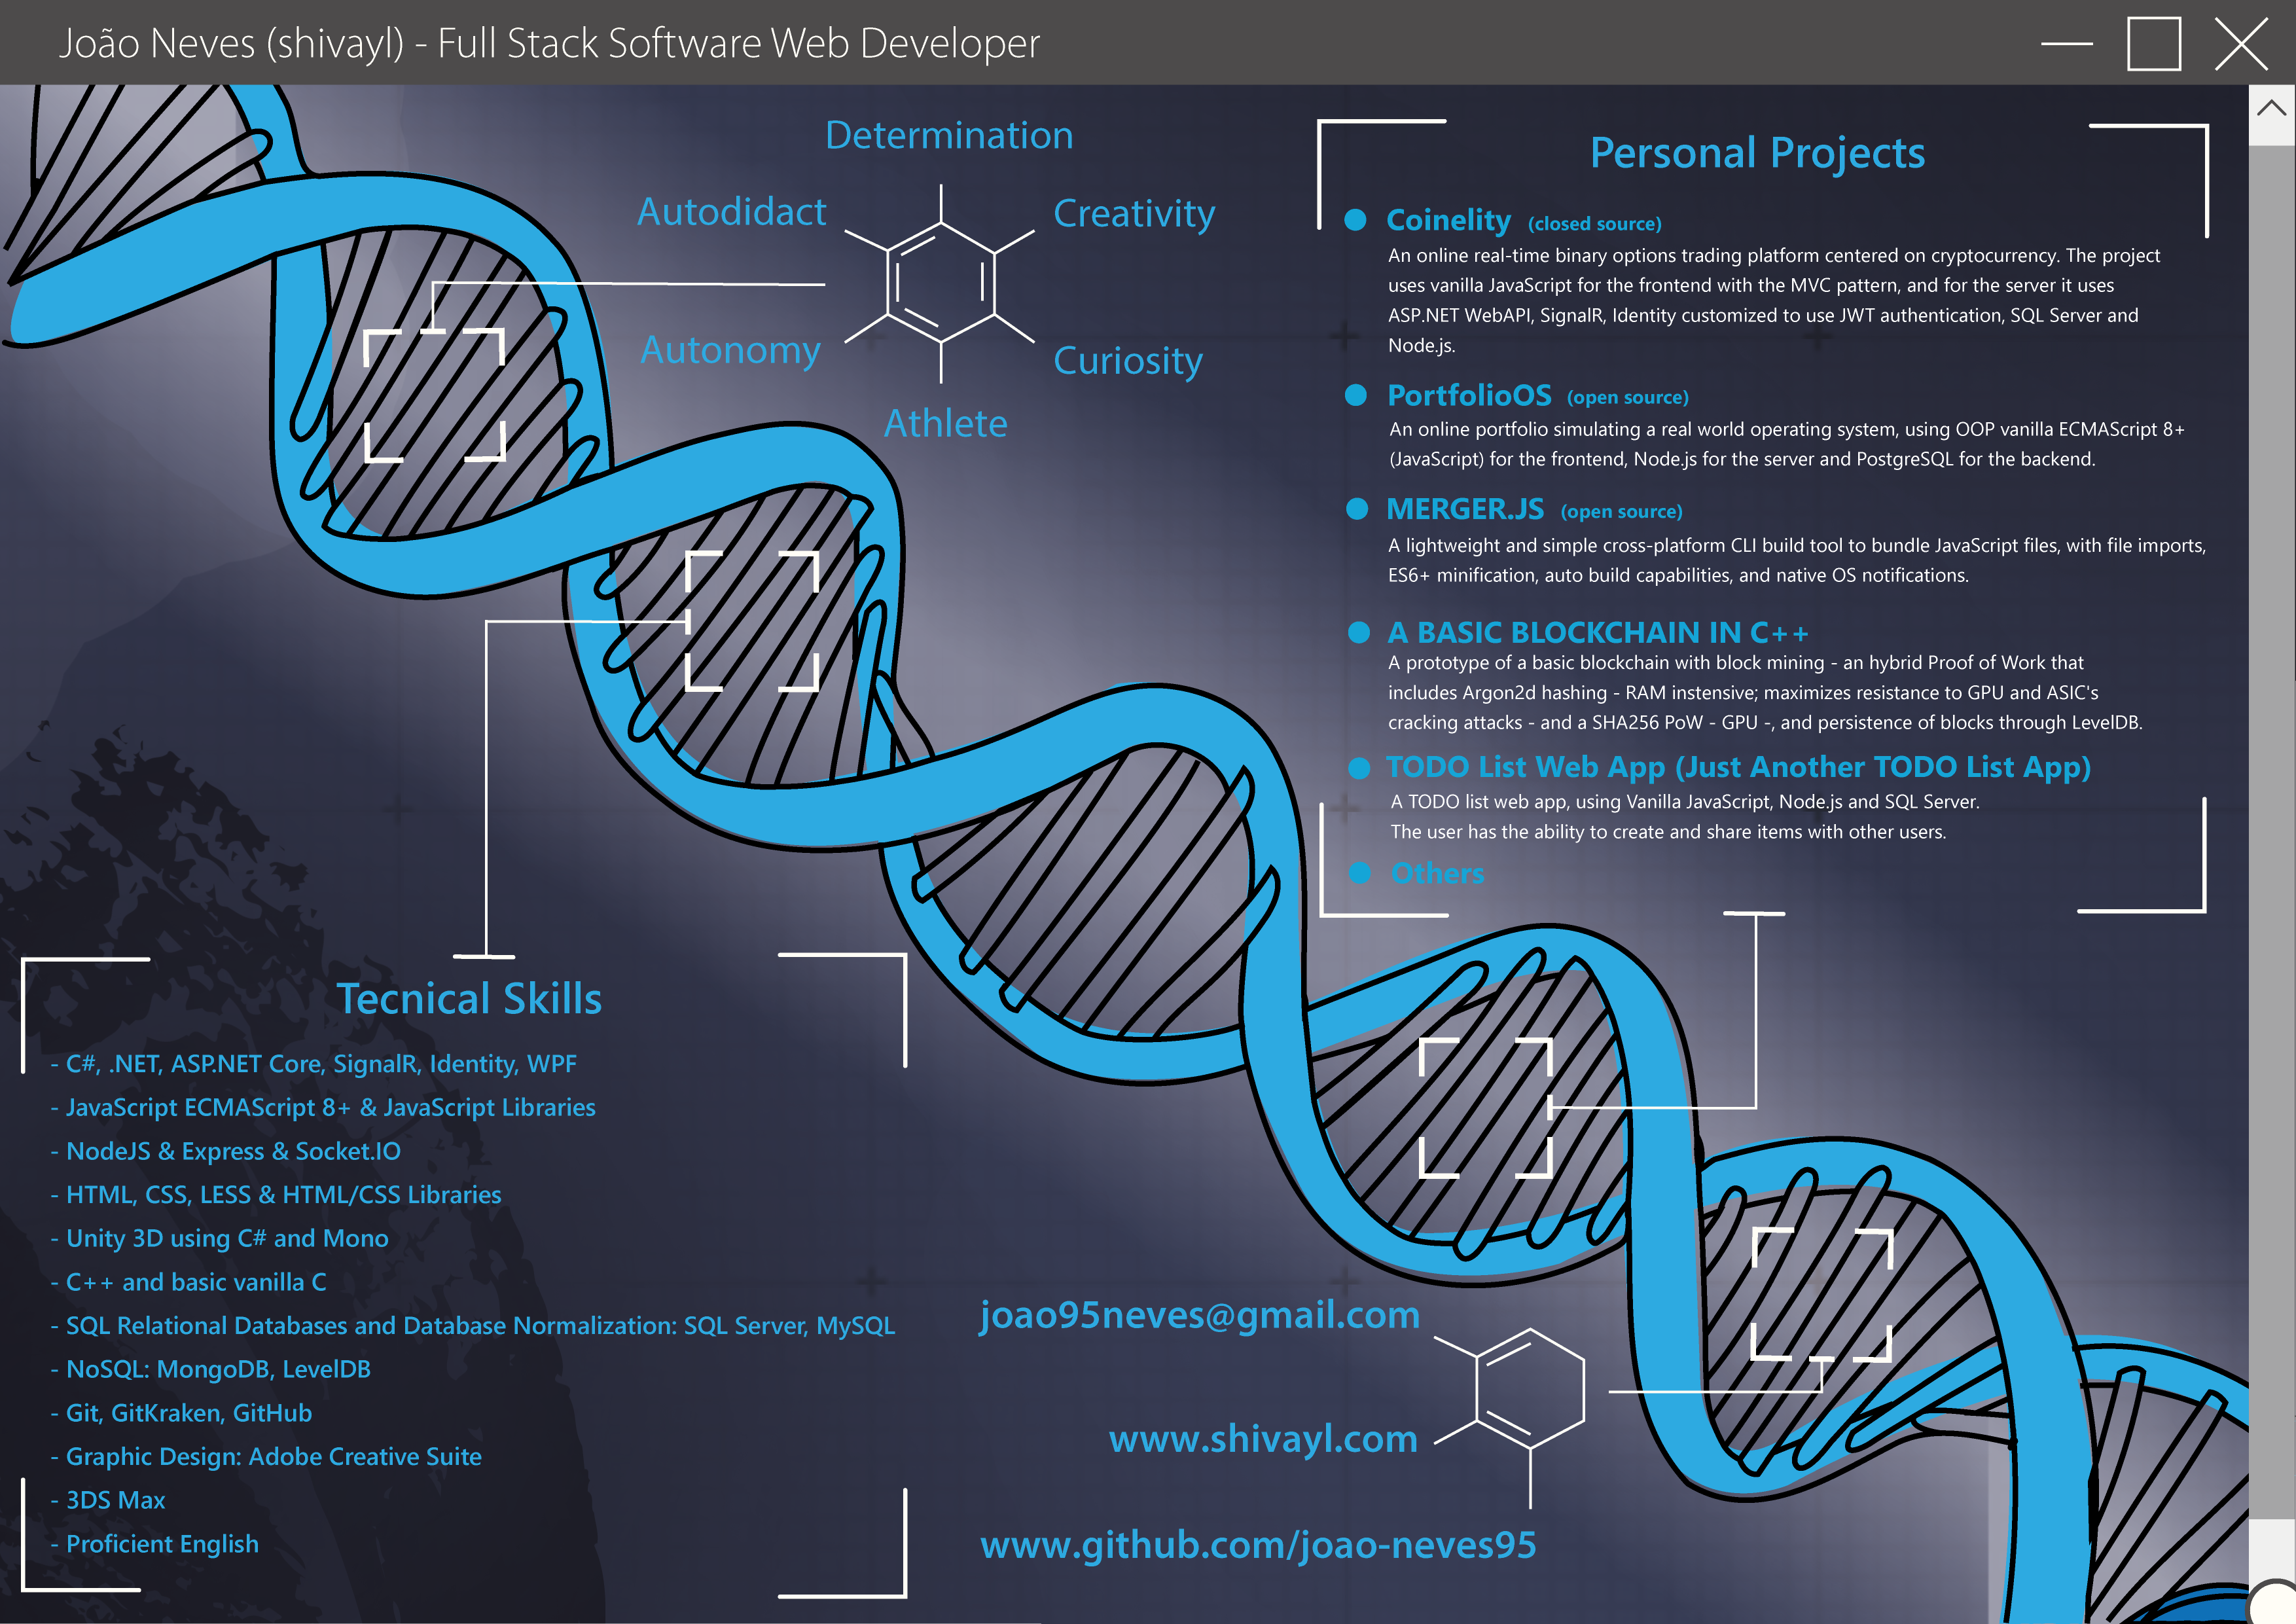 João Neves (shivayl) - Full Stack Software Web Developer
Determination
Autodidact
Creativity
Autonomy
Curiosity
Athlete
Personal Projects
Coinelity (closed source)
An online real-time binary options trading platform centered on cryptocurrency. The project
uses vanilla JavaScript for the frontend with the MVC pattern, and for the server it uses
ASP.NET WebAPI, SignalR, Identity customized to use JWT authentication, SQL Server and
Node.js.
PortfolioOS (open source)
An online portfolio simulating a real world operating system, using OOP vanilla ECMAScript 8+
(JavaScript) for the frontend, Node.js for the server and PostgreSQL for the backend.
MERGER.JS (open source)
A lightweight and simple cross-platform CLI build tool to bundle JavaScript files, with file imports,
ES6+ minification, auto build capabilities, and native OS notifications.
A BASIC BLOCKCHAIN IN C++
A prototype of a basic blockchain with block mining - an hybrid Proof of Work that
includes Argon2d hashing - RAM instensive; maximizes resistance to GPU and ASIC's
cracking attacks - and a SHA256 PoW - GPU -, and persistence of blocks through LevelDB.
TODO List Web App (Just Another TODO List App)
A TODO list web app, using Vanilla JavaScript, Node.js and SQL Server.
The user has the ability to create and share items with other users.
Others
Tecnical Skills
- C#, .NET, ASP.NET Core, SignalR, Identity, WPF
- JavaScript ECMAScript 8+ & JavaScript Libraries
- NodeJS & Express & Socket.IO
- HTML, CSS, LESS & HTML/CSS Libraries
- Unity 3D using C# and Mono
- C++ and basic vanilla C
- SQL Relational Databases and Database Normalization: SQL Server, MySQL
- NoSQL: MongoDB, LevelDB
- Git, GitKraken, GitHub
- Graphic Design: Adobe Creative Suite
- 3DS Max
- Proficient English
joao95neves@gmail.com
www.shivayl.com
www.github.com/joao-neves95